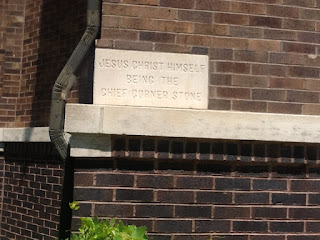 JESUS CHRIST HIMSELF
BEING THE
CHIEF CORNER STONE